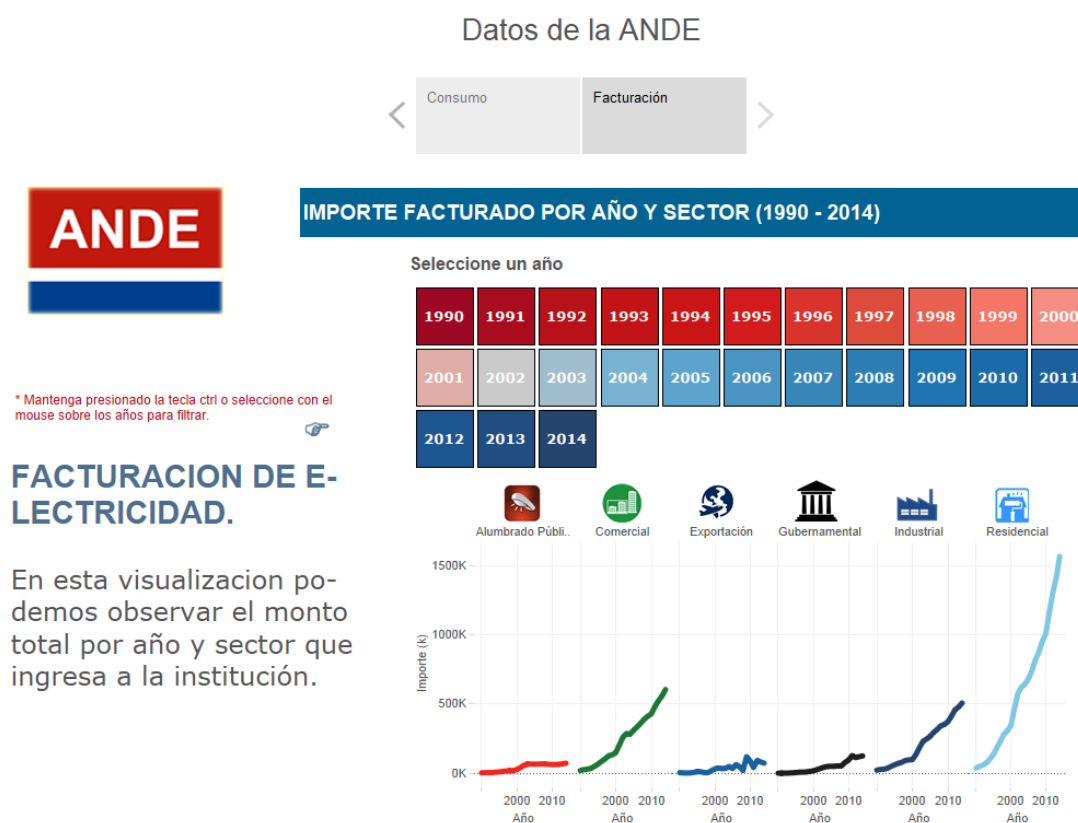 Datos de la ANDE
Consumo
Facturación
ANDE
IMPORTE FACTURADO POR AÑO Y SECTOR (1990 - 2014)
Seleccione un año
1990 1991 1992 1993 1994 1995 1996 1997 1998 1999 2000
2001 2002 2003 2004 2005 2006 2007 2008 2009 2010 2011
2012 2013 2014
* Mantenga presionado la tecla ctrl o seleccione con el
mouse sobre los años para filtrar.
FACTURACION DE E-
LECTRICIDAD.
En esta visualizacion po-
demos observar el monto
total por año y sector que
ingresa a la institución.
Alumbrado Públi.. Comercial Exportación Gubernamental Industrial Residencial
1500K
1000K
500K
0K
Importe (k)
2000 2010 2000 2010 2000 2010 2000 2010 2000 2010 2000 2010
Año Año Año Año Año Año